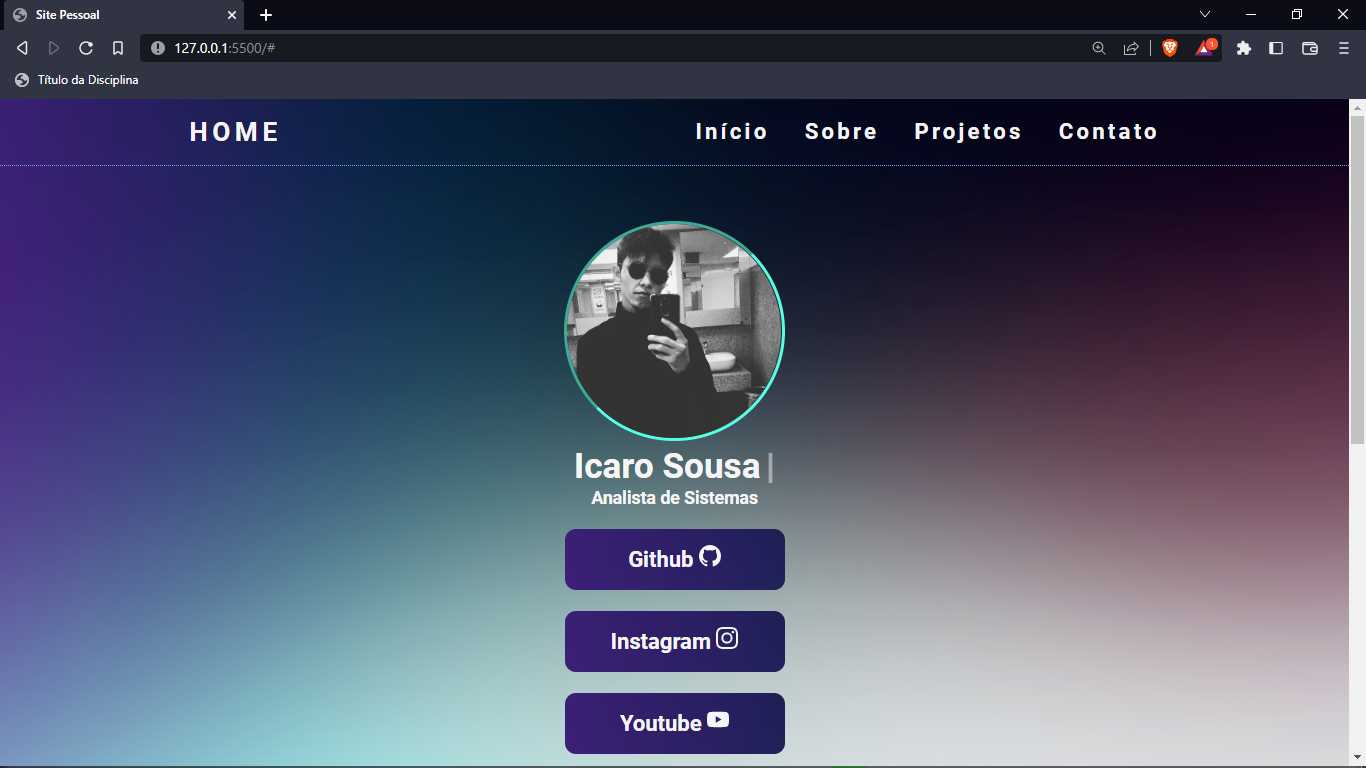 Site Pessoal
127.0.0.1:5500/#
1
Título da Disciplina
HOME Início Sobre Projetos Contato
Icaro Sousa |
Analista de Sistemas
Github
Instagram
Youtube